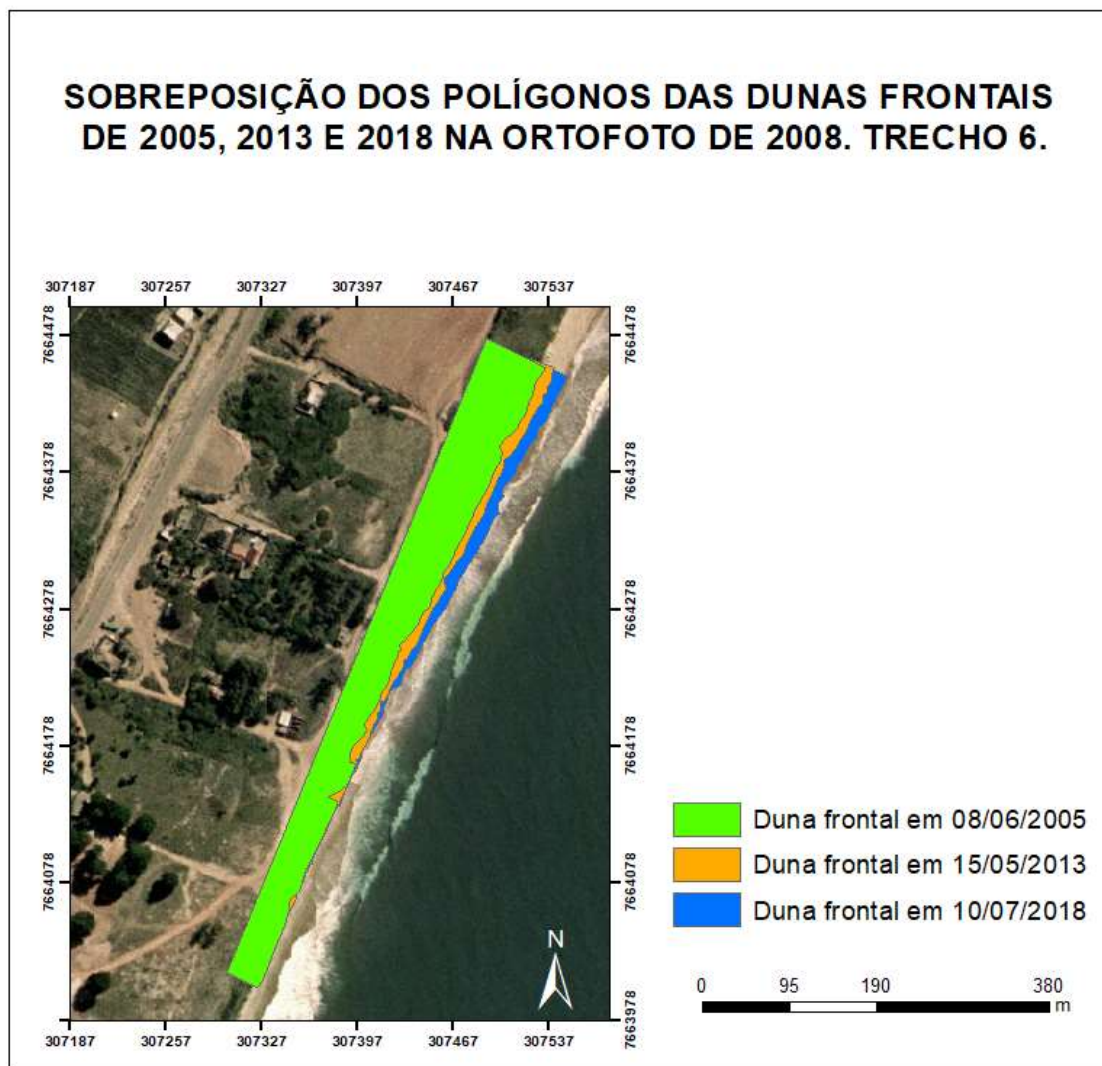 SOBREPOSIÇÃO DOS POLÍGONOS DAS DUNAS FRONTAIS
DE 2005, 2013 E 2018 NA ORTOFOTO DE 2008. TRECHO 6.
307187 307257 307327 307397 307467 307537
7664478 7664478
7664378 7664378
7664278 7664278
7664178 7664178
7664078 7664078
7663978
307187 307257 307327 307397 307467 307537
N
Duna frontal em 08/06/2005
Duna frontal em 15/05/2013
Duna frontal em 10/07/2018
0 95 190 380
m